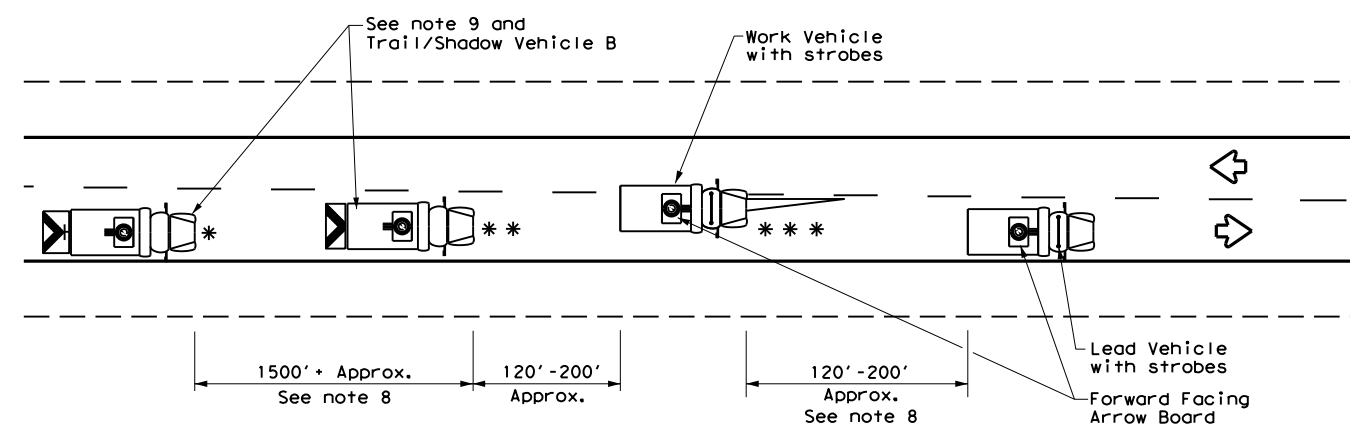 See note 9 and
Trail/Shadow Vehicle B
Work Vehicle
with strobes
*
* *
* * *
1500'+ Approx.
See note 8
120'-200'
Approx.
120'-200'
Approx.
See note 8
Lead Vehicle
with strobes
Forward Facing
Arrow Board